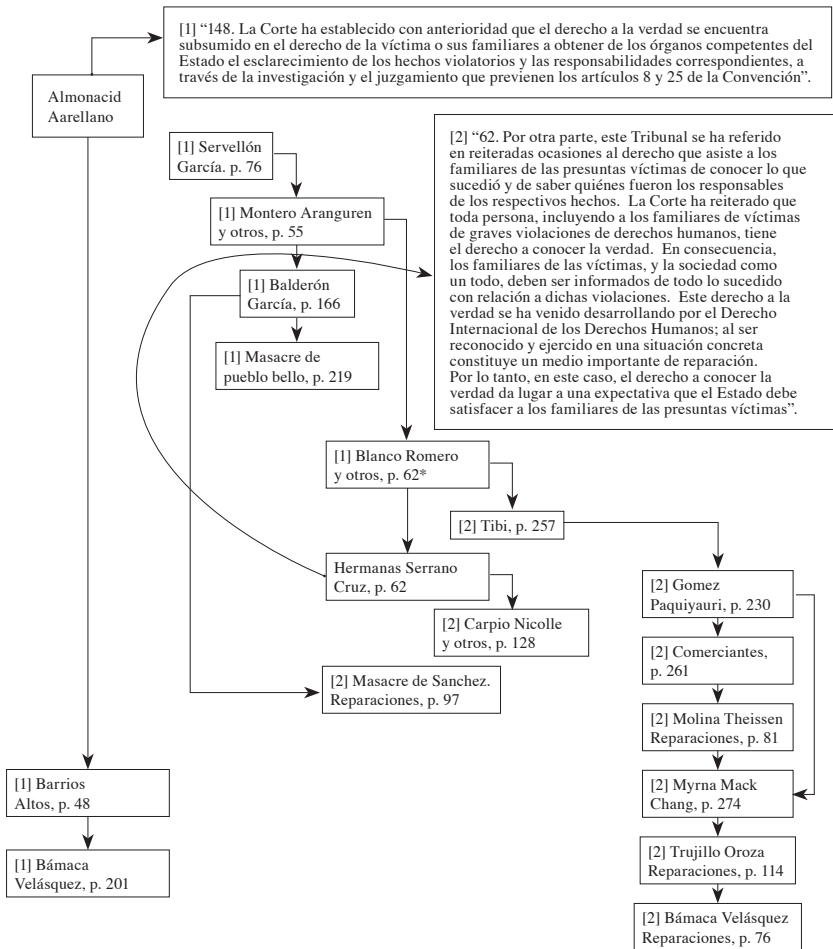 [1] “148. La Corte ha establecido con anterioridad que el derecho a la verdad se encuentra
subsumido en el derecho de la víctima o sus familiares a obtener de los órganos competentes del
Estado el esclarecimiento de los hechos violatorios y las responsabilidades correspondientes, a
través de la investigación y el juzgamiento que previenen los artículos 8 y 25 de la Convención”.
Almonacid
Aarellano
[2] “62. Por otra parte, este Tribunal se ha referido
en reiteradas ocasiones al derecho que asiste a los
familiares de las presuntas víctimas de conocer lo que
sucedió y de saber quiénes fueron los responsables
de los respectivos hechos. La Corte ha reiterado que
toda persona, incluyendo a los familiares de víctimas
de graves violaciones de derechos humanos, tiene
el derecho a conocer la verdad. En consecuencia,
los familiares de las víctimas, y la sociedad como
un todo, deben ser informados de todo lo sucedido
con relación a dichas violaciones. Este derecho a la
verdad se ha venido desarrollando por el Derecho
Internacional de los Derechos Humanos; al ser
reconocido y ejercido en una situación concreta
constituye un medio importante de reparación.
Por lo tanto, en este caso, el derecho a conocer la
verdad da lugar a una expectativa que el Estado debe
satisfacer a los familiares de las presuntas víctimas”.
[1] Servellón
García. p. 76
[1] Montero Aranguren
y otros, p. 55
[1] Balderón
García, p. 166
[1] Masacre de
pueblo bello, p. 219
[1] Blanco Romero
y otros, p. 62*
[2] Tibi, p. 257
Hermanas Serrano
Cruz, p. 62
[2] Gomez
Paquiyauri, p. 230
[2] Carpio Nicolle
y otros, p. 128
[2] Comerciantes,
p. 261
[2] Masacre de Sanchez.
Reparaciones, p. 97
[2] Molina Theissen
Reparaciones, p. 81
[1] Barrios
Altos, p. 48
[2] Myrna Mack
Chang, p. 274
[1] Bámaca
Velásquez, p. 201
[2] Trujillo Oroza
Reparaciones, p. 114
[2] Bámaca Velásquez
Reparaciones, p. 76